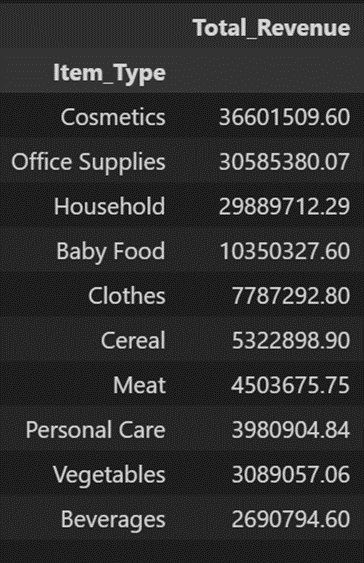 Total_Revenue
Item_Type
Cosmetics 36601509.60
Office Supplies 30585380.07
Household 29889712.29
Baby Food 10350327.60
Clothes 7787292.80
Cereal 5322898.90
Meat 4503675.75
Personal Care 3980904.84
Vegetables 3089057.06
Beverages 2690794.60